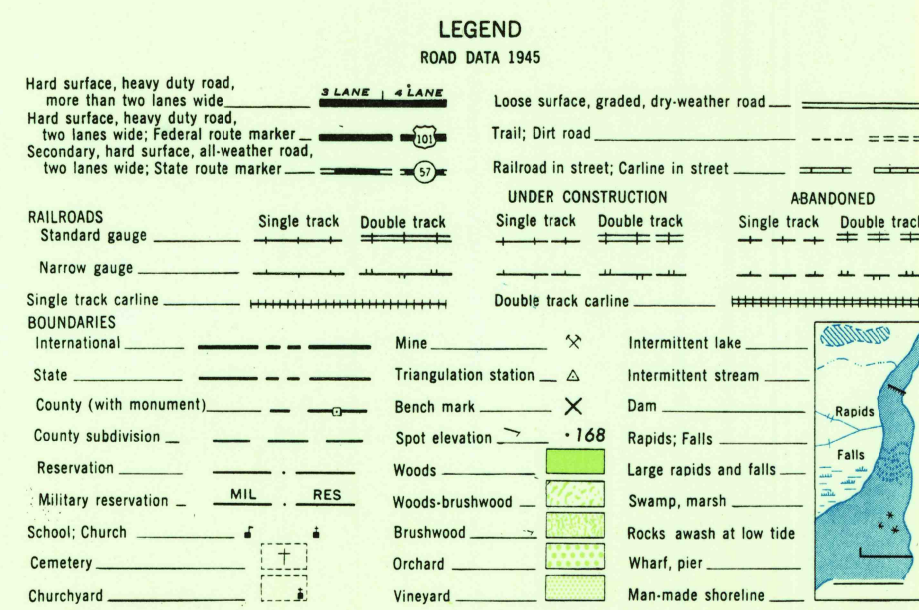 LEGEND
ROAD DATA 1945
Hard surface, heavy duty road,
more than two lanes wide
3 LANE 4 LANE
Hard surface, heavy duty road,
two lanes wide; Federal route marker
101
Secondary, hard surface, all-weather road,
two lanes wide; State route marker
57
Loose surface, graded, dry-weather road
Trail; Dirt road
Railroad in street; Carline in street
UNDER CONSTRUCTION ABANDONED
RAILROADS Single track Double track Single track Double track Single track Double track
Standard gauge
Narrow gauge
Single track carline Double track carline
BOUNDARIES
International
State
County (with monument)
County subdivision
Reservation
Military reservation MIL RES
School; Church
Cemetery
Churchyard
Mine
Triangulation station
Bench mark
Spot elevation 168
Woods
Woods-brushwood
Brushwood
Orchard
Vineyard
Intermittent lake
Intermittent stream
Dam
Rapids; Falls
Large rapids and falls
Swamp, marsh
Rocks awash at low tide
Wharf, pier
Man-made shoreline
Rapids
Falls